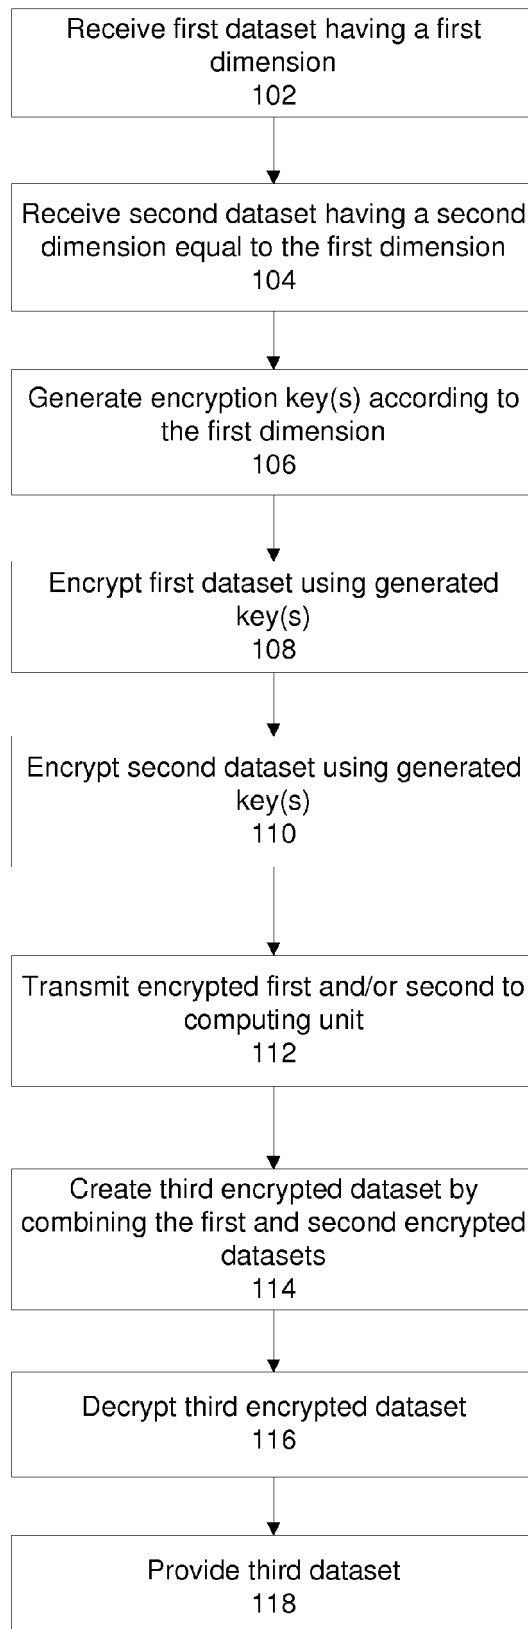 Receive first dataset having a first
dimension
102
Receive second dataset having a second
dimension equal to the first dimension
104
Generate encryption key(s) according to
the first dimension
106
Encrypt first dataset using generated
key(s)
108
Encrypt second dataset using generated
key(s)
110
Transmit encrypted first and/or second to
computing unit
112
Create third encrypted dataset by
combining the first and second encrypted
datasets
114
Decrypt third encrypted dataset
116
Provide third dataset
118